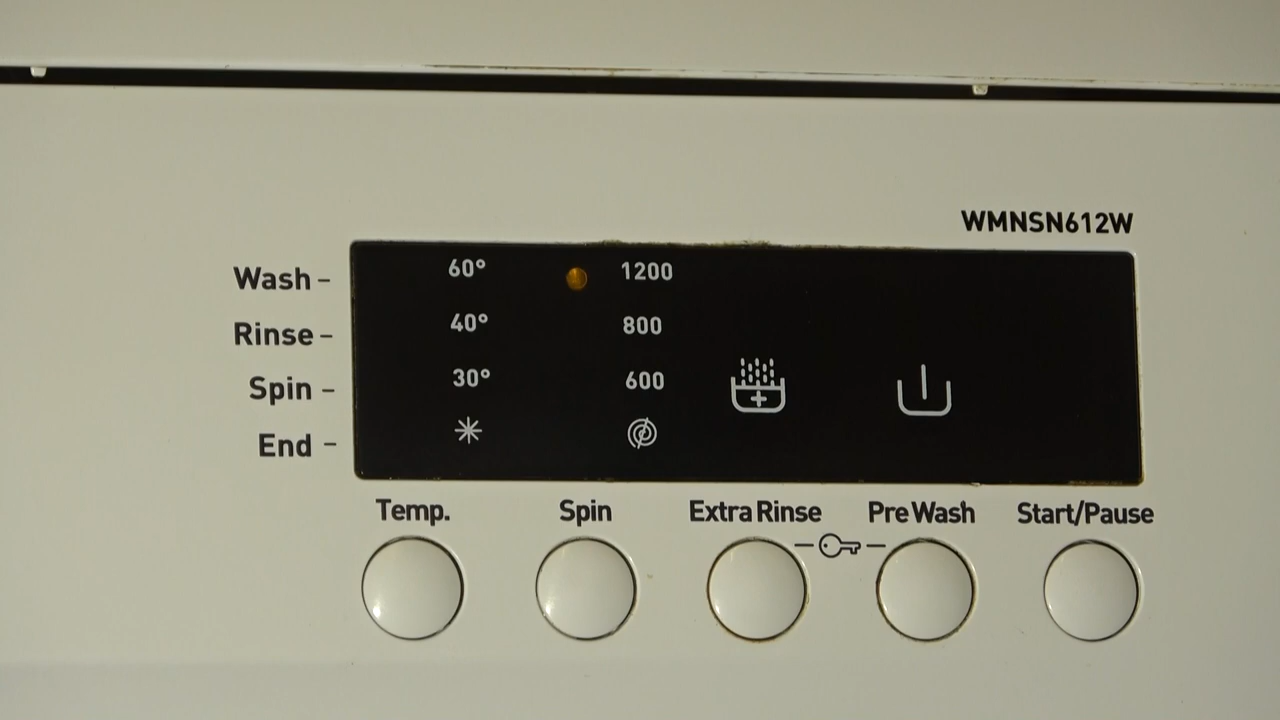 WMNSN612W
Wash – 60° 1200
Rinse – 40° 800
Spin – 30° 600
End –
Temp. Spin Extra Rinse Pre Wash Start/Pause